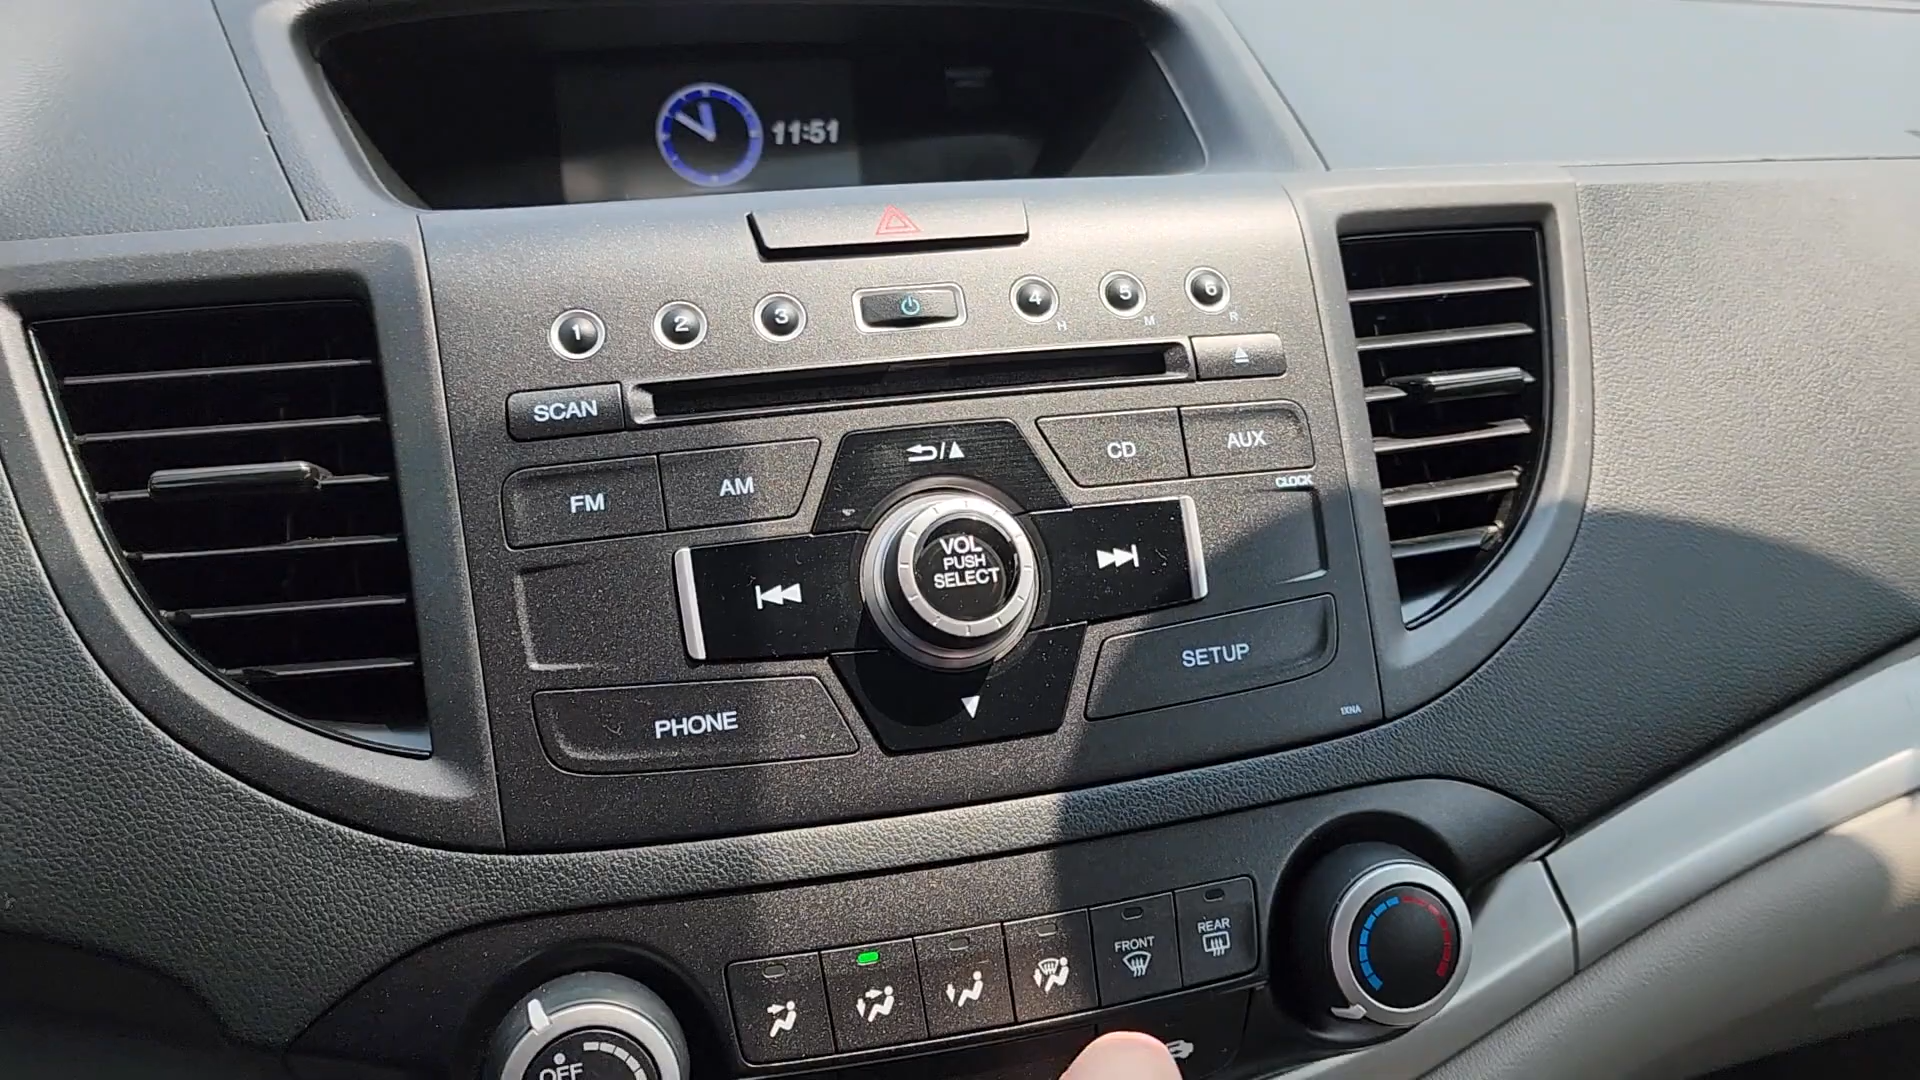 11:51
1
2
3
4
H
5
M
6
R
SCAN
FM
AM
CD
AUX
CLOCK
VOL
PUSH
SELECT
PHONE
SETUP
1XNA
FRONT
REAR
OFF